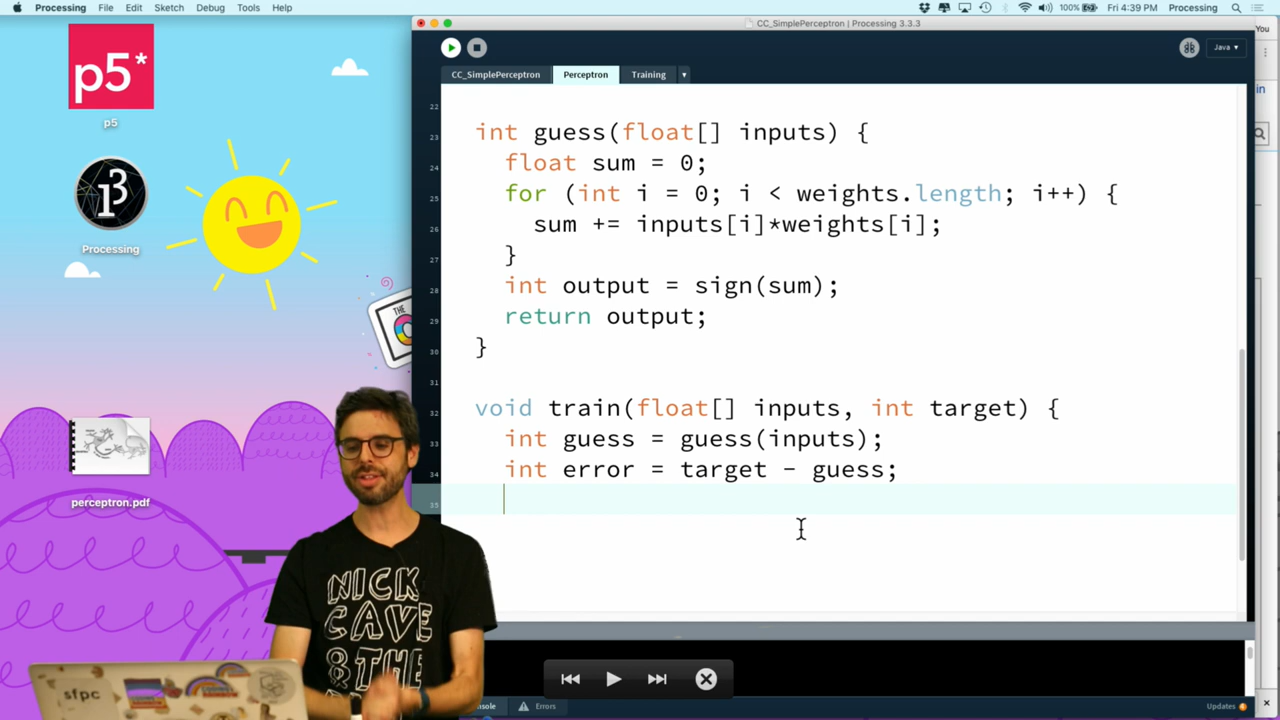 Processing File Edit Sketch Debug Tools Help
100% Fri 4:39 PM Processing
CC_SimplePerceptron | Processing 3.3.3
You
Java
CC_SimplePerceptron Perceptron Training
in
p5*
p5
Processing
THE
perceptron.pdf
22
23 int guess(float[] inputs) {
24 float sum = 0;
25 for (int i = 0; i < weights.length; i++) {
26 sum += inputs[i]*weights[i];
27 }
28 int output = sign(sum);
29 return output;
30 }
31
32 void train(float[] inputs, int target) {
33 int guess = guess(inputs);
34 int error = target - guess;
35
NICK
CAVE
&THE
sfpc
Errors
Updates